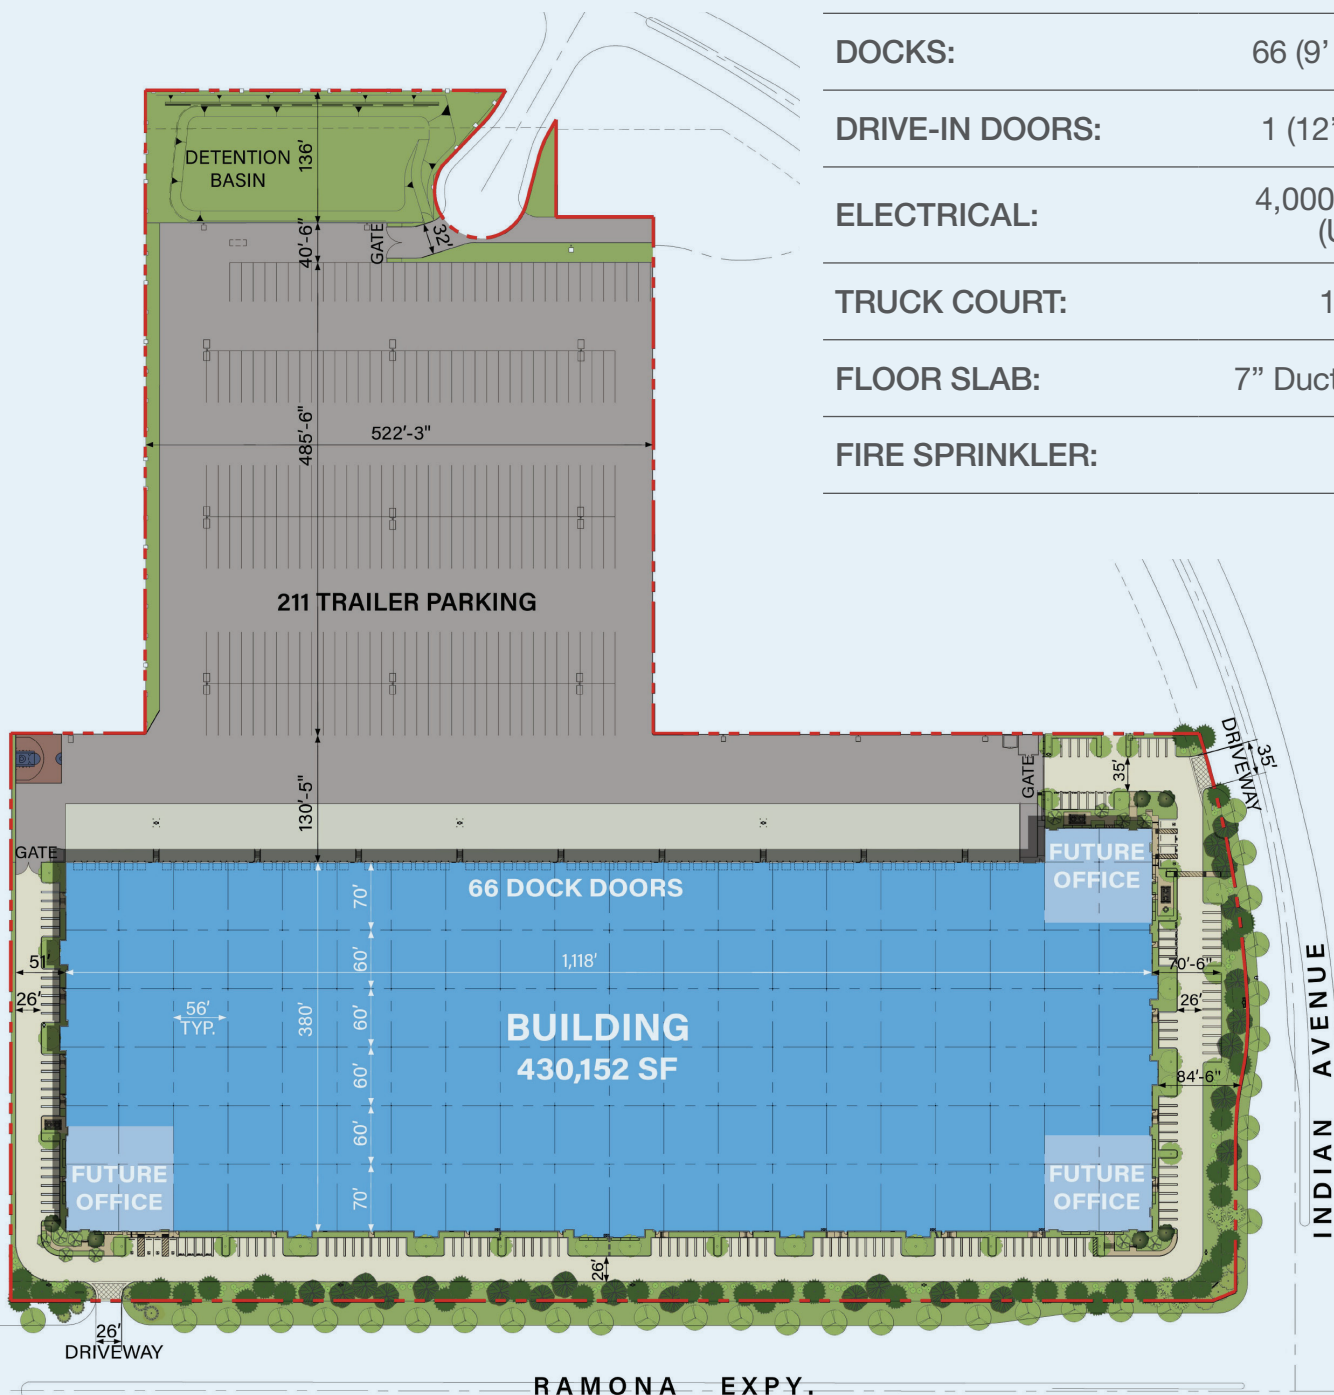 DOCKS: 66 (9’
DRIVE-IN DOORS: 1 (12’
ELECTRICAL: 4,000
(U
TRUCK COURT: 1
FLOOR SLAB: 7” Duct
FIRE SPRINKLER:
DETENTION
BASIN
136'
40'-6"
GATE
32'
485'-6"
522'-3"
211 TRAILER PARKING
130'-5"
GATE
35'
DRIVEWAY
35'
GATE
66 DOCK DOORS
FUTURE
OFFICE
70'
60'
1,118'
51'
70'-6"
26'
56'
TYP.
380'
60'
26'
BUILDING
430,152 SF
60'
84'-6"
60'
70'
FUTURE
OFFICE
FUTURE
OFFICE
26'
26'
DRIVEWAY
INDIAN AVENUE
RAMONA EXPY.